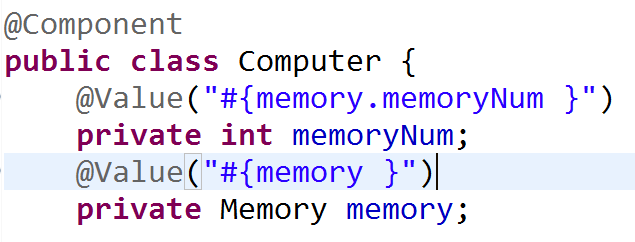 @Component
public class Computer {
@Value("#{memory.memoryNum }")
private int memoryNum;
@Value("#{memory }")
private Memory memory;